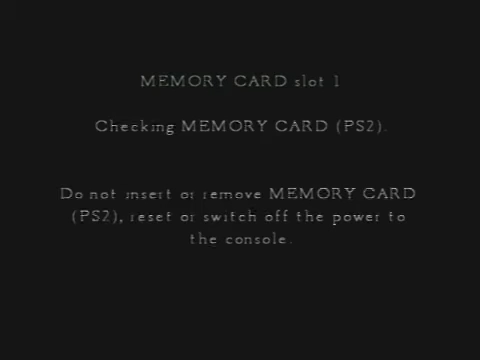 MEMORY CARD slot 1
Checking MEMORY CARD (PS2).
Do not insert or remove MEMORY CARD
(PS2), reset or switch off the power to
the console.